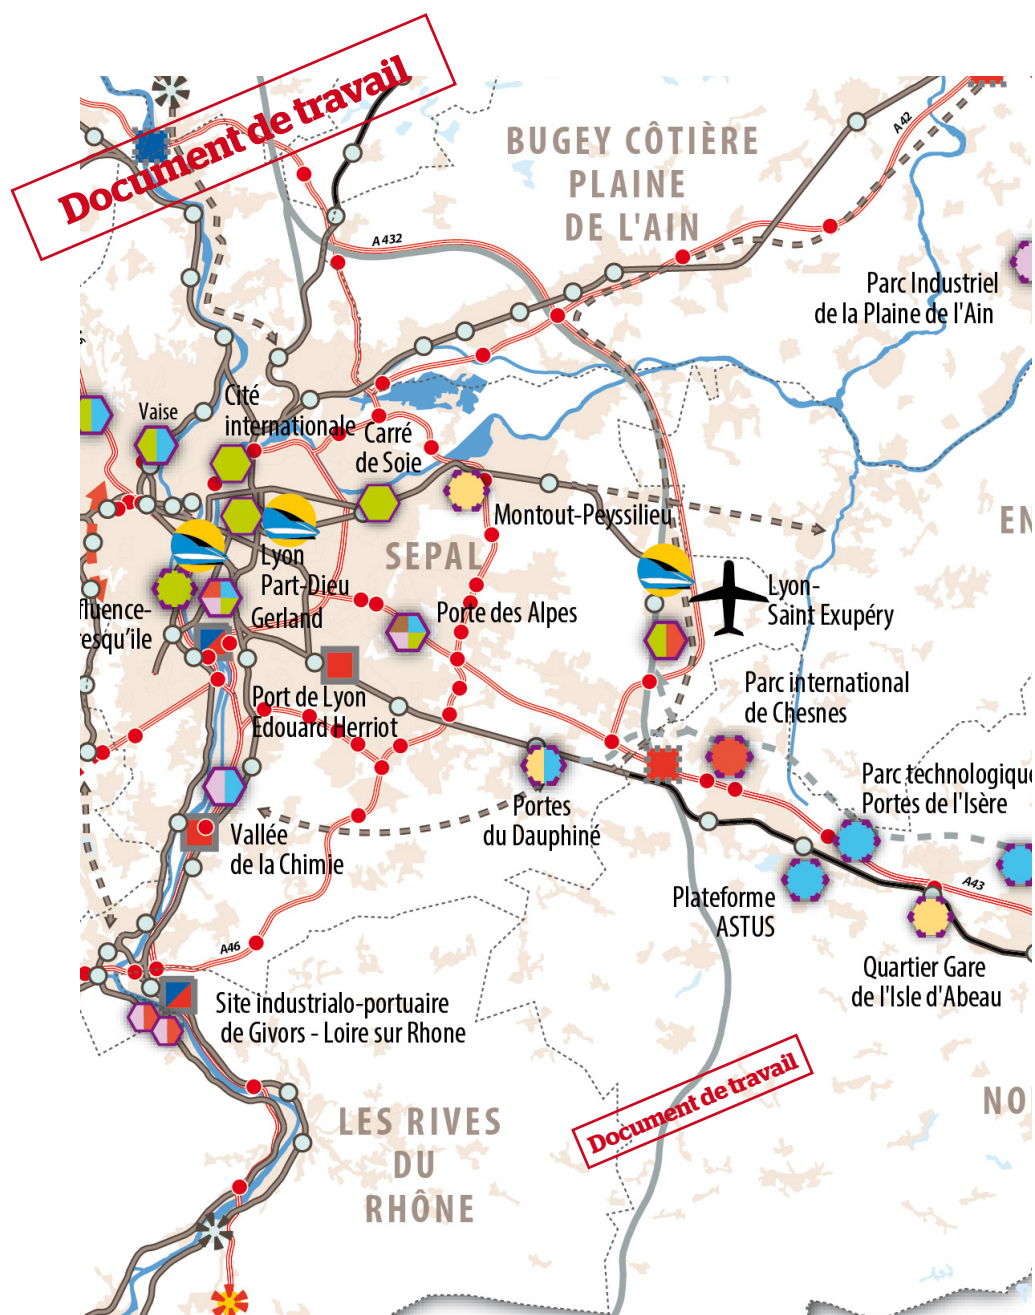 Document de travail
BUGEY CÔTIÈRE
PLAINE
DE L'AIN
A 42
A 432
Parc Industriel
de la Plaine de l'Ain
Cité
internationale
Vaise
Carré
de Soie
Montout-Peyssilieu
EN
SEPAL
Lyon
Part-Dieu
Lyon-
Saint Exupéry
fluence-
resqu'ile
Gerland
Porte des Alpes
Port de Lyon
Edouard Herriot
Parc international
de Chesnes
Parc technologique
Portes de l'Isère
Portes
du Dauphiné
Vallée
de la Chimie
Plateforme
ASTUS
A43
A46
Quartier Gare
de l'Isle d'Abeau
Site industrialo-portuaire
de Givors - Loire sur Rhone
Document de travail
NO
LES RIVES
DU
RHÔNE